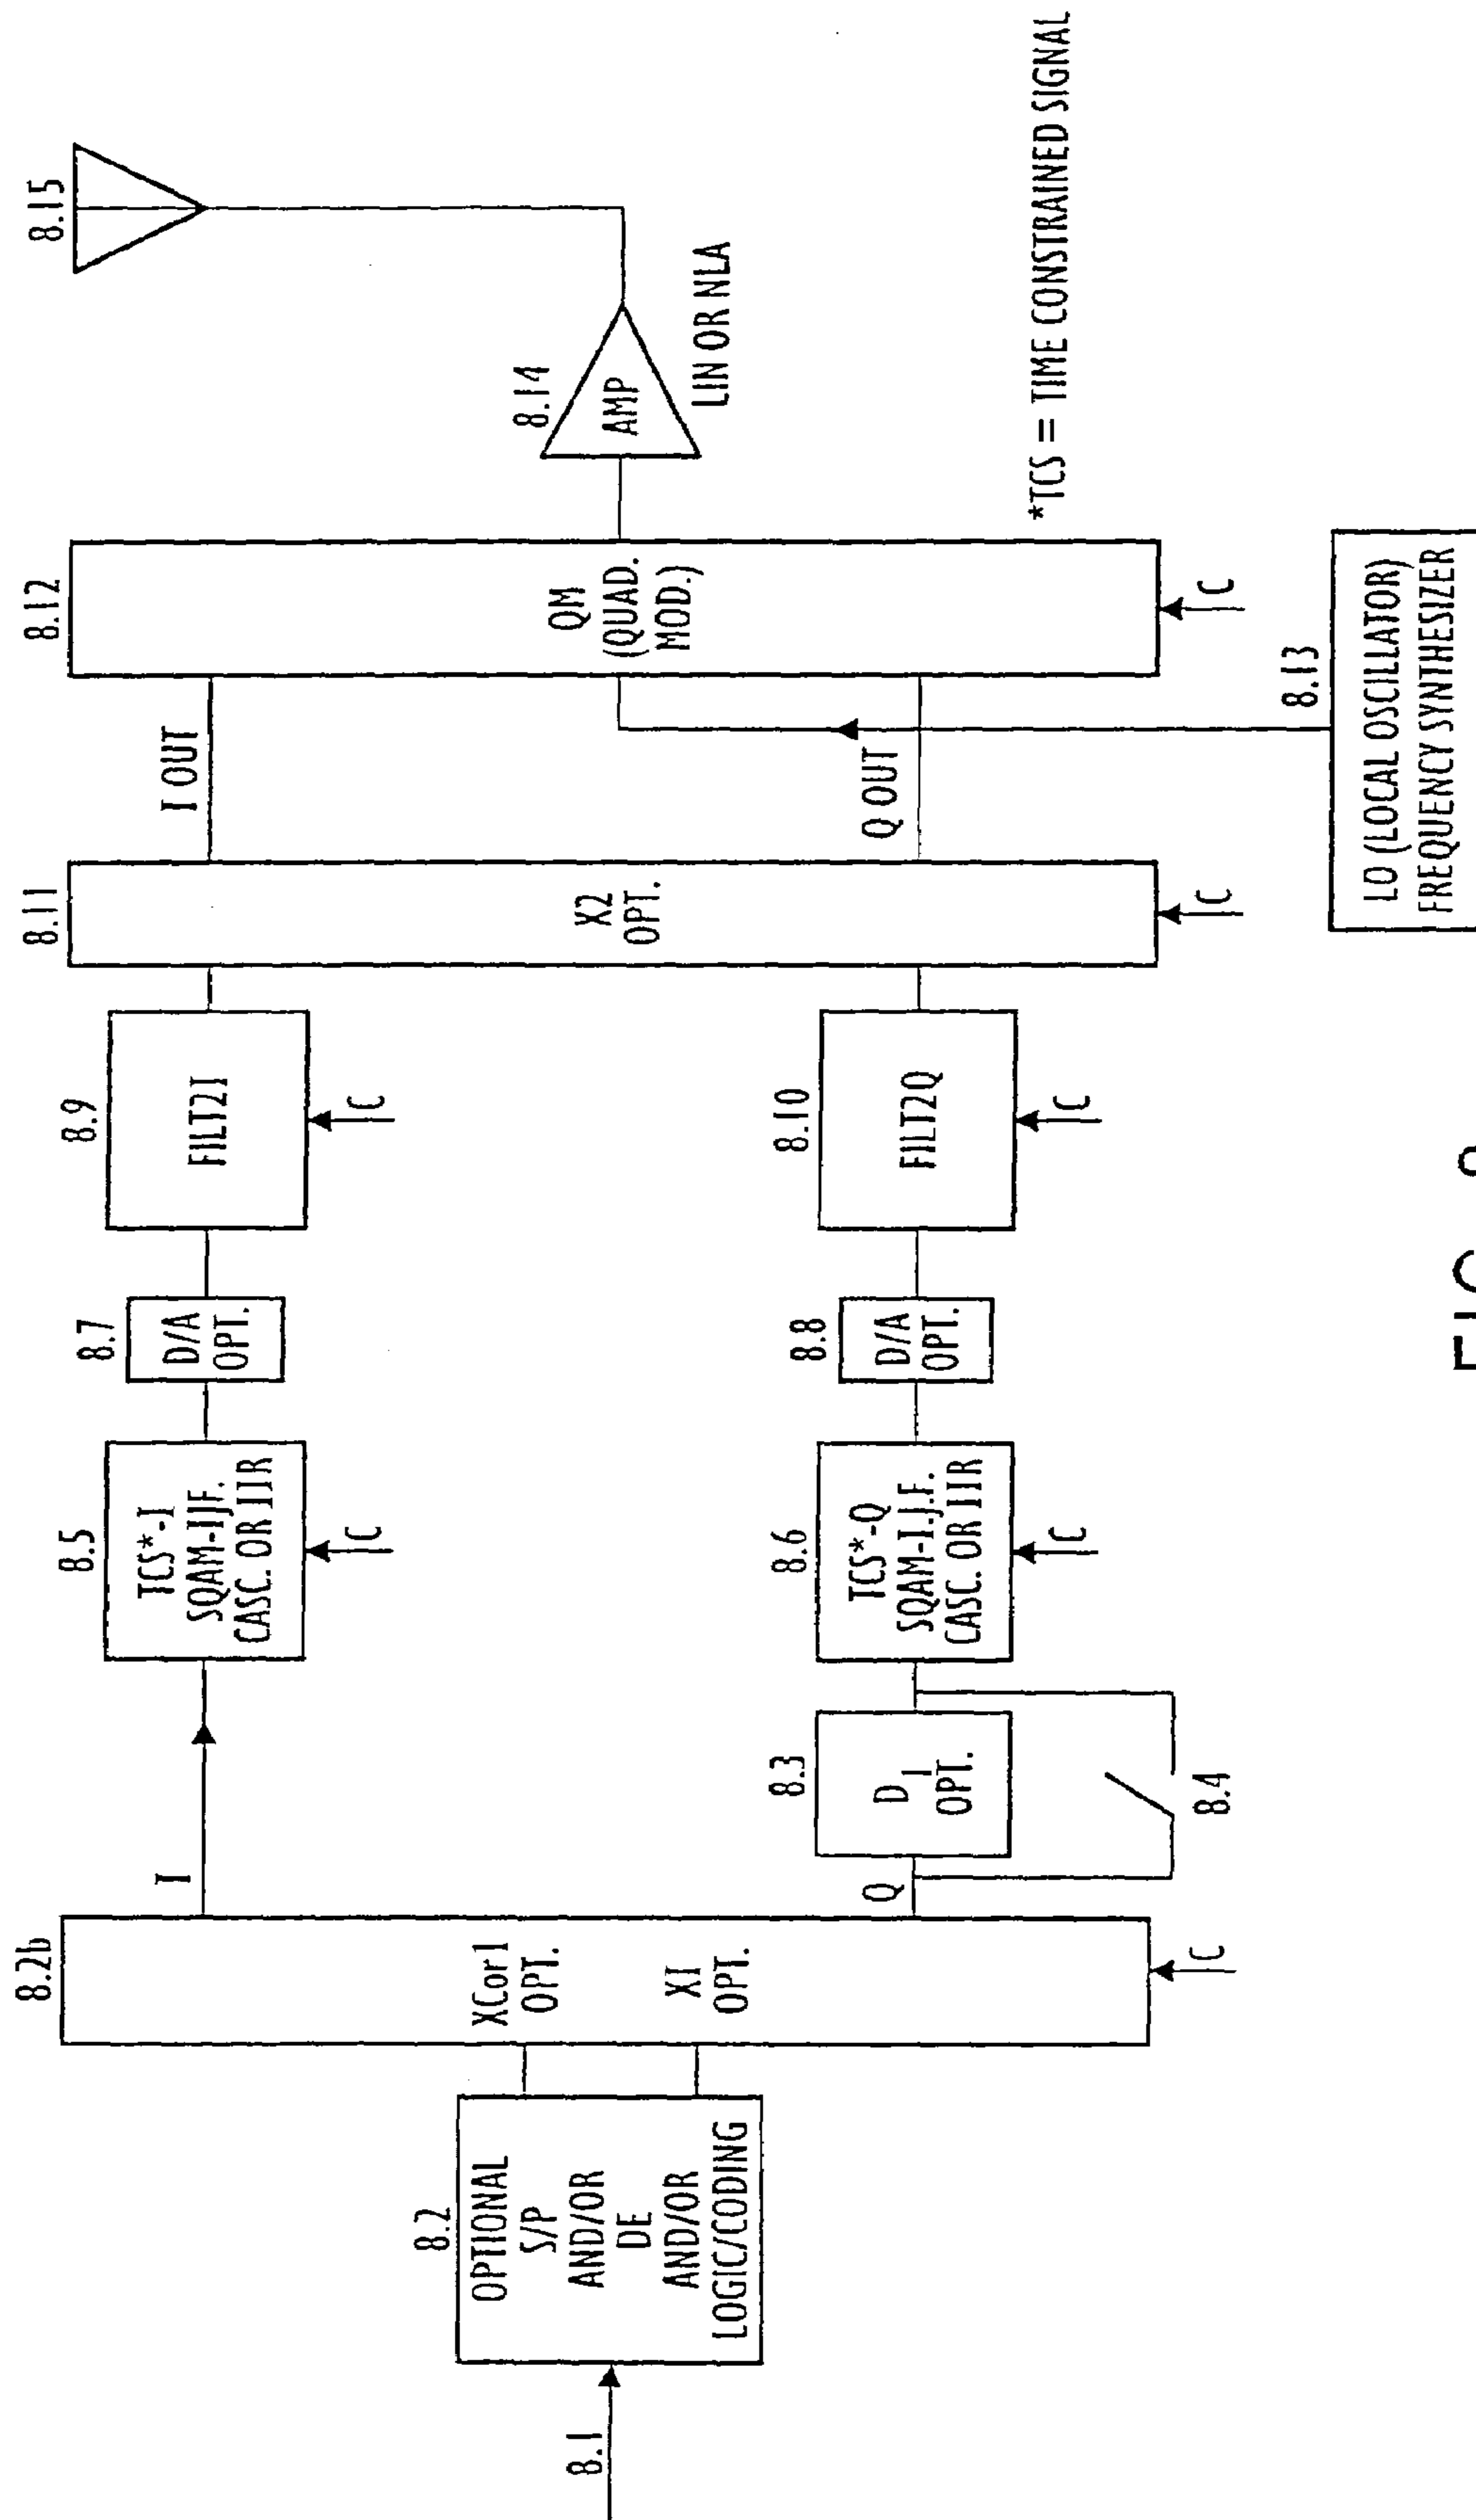 8.1
8.2
OPTIONAL
S/P
AND/OR
DE
AND/OR
LOGIC/CODING
8.2b
XCor1
OPT.
X1
OPT.
C
I
Q
8.3
D1
OPT.
8.4
8.5
TCS*-I
SQAM-IJF.
CASC. OR IIR
C
8.6
TCS*-Q
SQAM-I.J.F.
CASC. OR IIR
C
8.7
D/A
OPT.
8.8
D/A
OPT.
8.9
FILT2I
C
8.10
FILT2Q
C
8.11
X2
OPT.
C
I OUT
Q OUT
8.12
QM
(QUAD.
MOD.)
C
8.13
LO (LOCAL OSCILLATOR)
FREQUENCY SYNTHESIZER
8.14
AMP
LIN OR NLA
8.15
*TCS = TIME CONSTRAINED SIGNAL